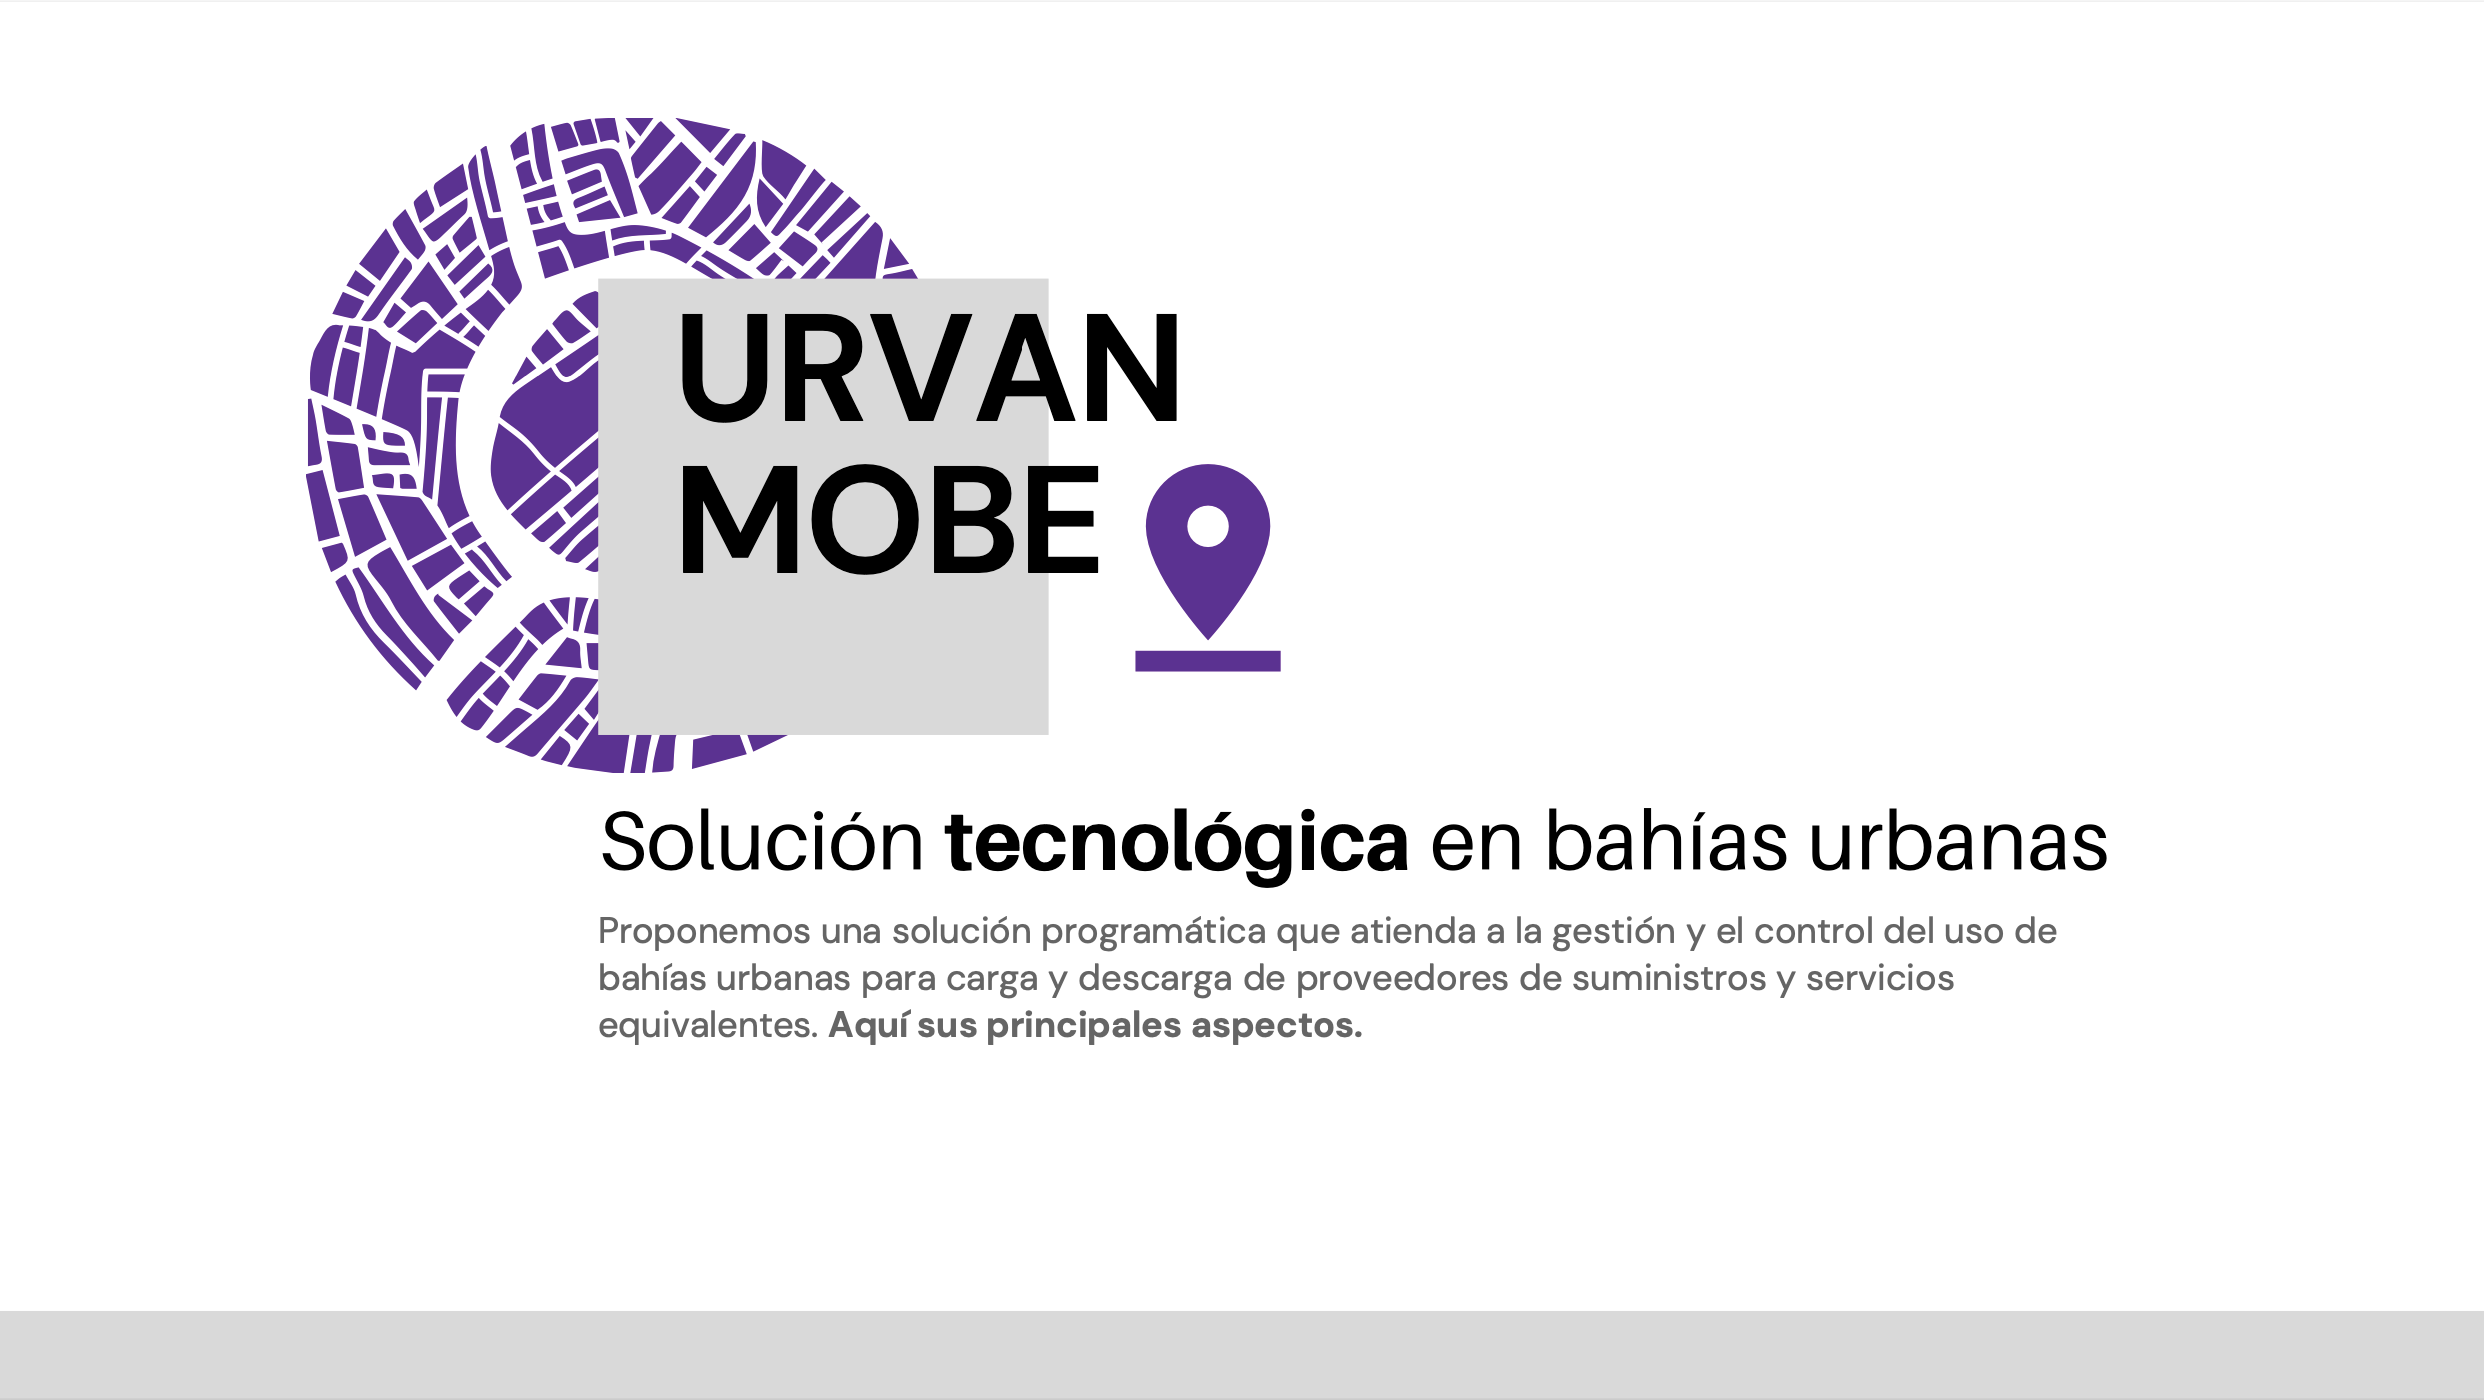 URVAN
MOBE
Solución tecnológica en bahías urbanas
Proponemos una solución programática que atienda a la gestión y el control del uso de
bahías urbanas para carga y descarga de proveedores de suministros y servicios
equivalentes. Aquí sus principales aspectos.